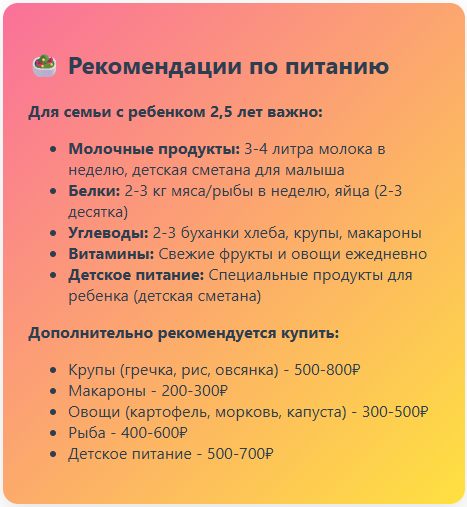 Рекомендации по питанию
Для семьи с ребенком 2,5 лет важно:
Молочные продукты: 3-4 литра молока в
неделю, детская сметана для малыша
Белки: 2-3 кг мяса/рыбы в неделю, яйца (2-3
десятка)
Углеводы: 2-3 буханки хлеба, крупы, макароны
Витамины: Свежие фрукты и овощи ежедневно
Детское питание: Специальные продукты для
ребенка (детская сметана)
Дополнительно рекомендуется купить:
Крупы (гречка, рис, овсянка) - 500-800₽
Макароны - 200-300₽
Овощи (картофель, морковь, капуста) - 300-500₽
Рыба - 400-600₽
Детское питание - 500-700₽